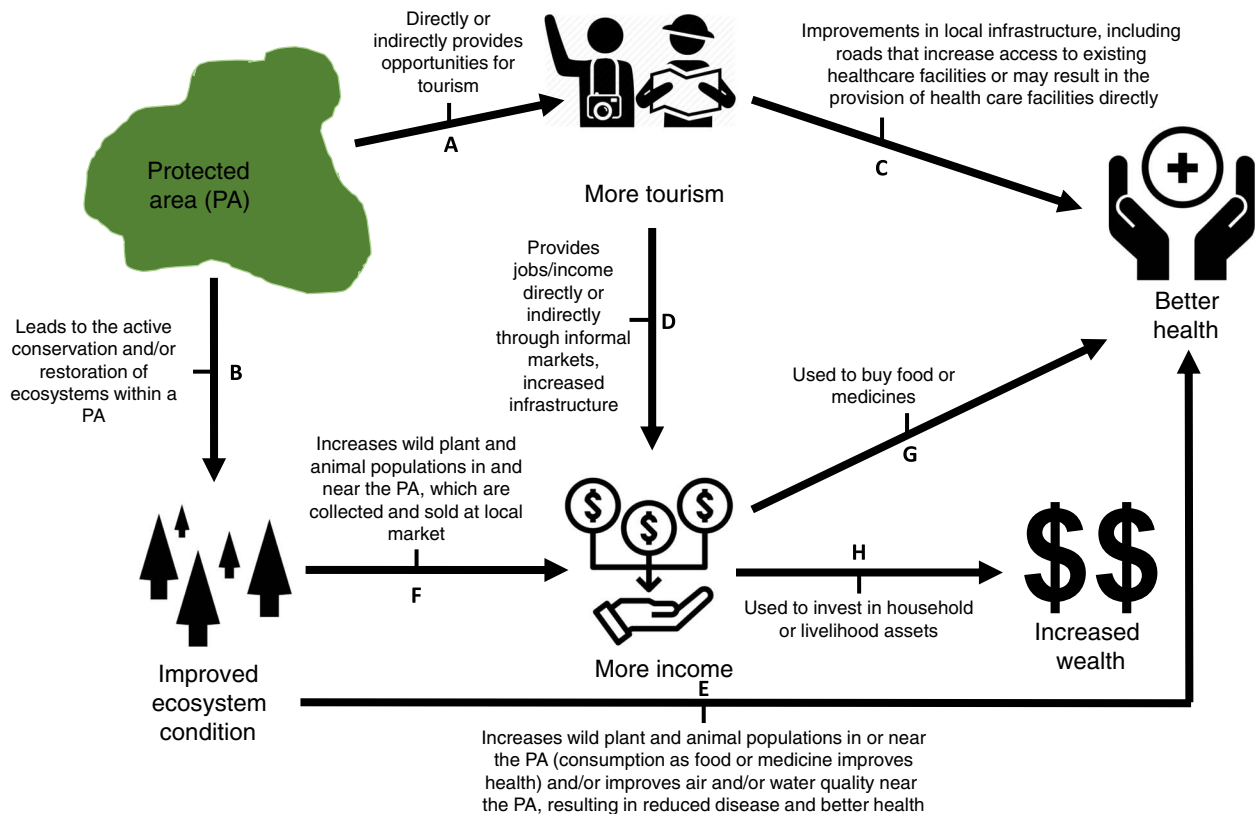 Directly or
indirectly provides
opportunities for
tourism
A
Improvements in local infrastructure, including
roads that increase access to existing
healthcare facilities or may result in the
provision of health care facilities directly
C
Protected
area (PA)
More tourism
Better
health
Leads to the active
conservation and/or
restoration of
ecosystems within a
PA
B
Provides
jobs/income
directly or
indirectly
through informal
markets,
increased
infrastructure
D
Used to buy food or
medicines
G
Increases wild plant and
animal populations in and
near the PA, which are
collected and sold at local
market
F
$ $ $
H
Used to invest in household
or livelihood assets
$$
Increased
wealth
Improved
ecosystem
condition
More income
E
Increases wild plant and animal populations in or near
the PA (consumption as food or medicine improves
health) and/or improves air and/or water quality near
the PA, resulting in reduced disease and better health